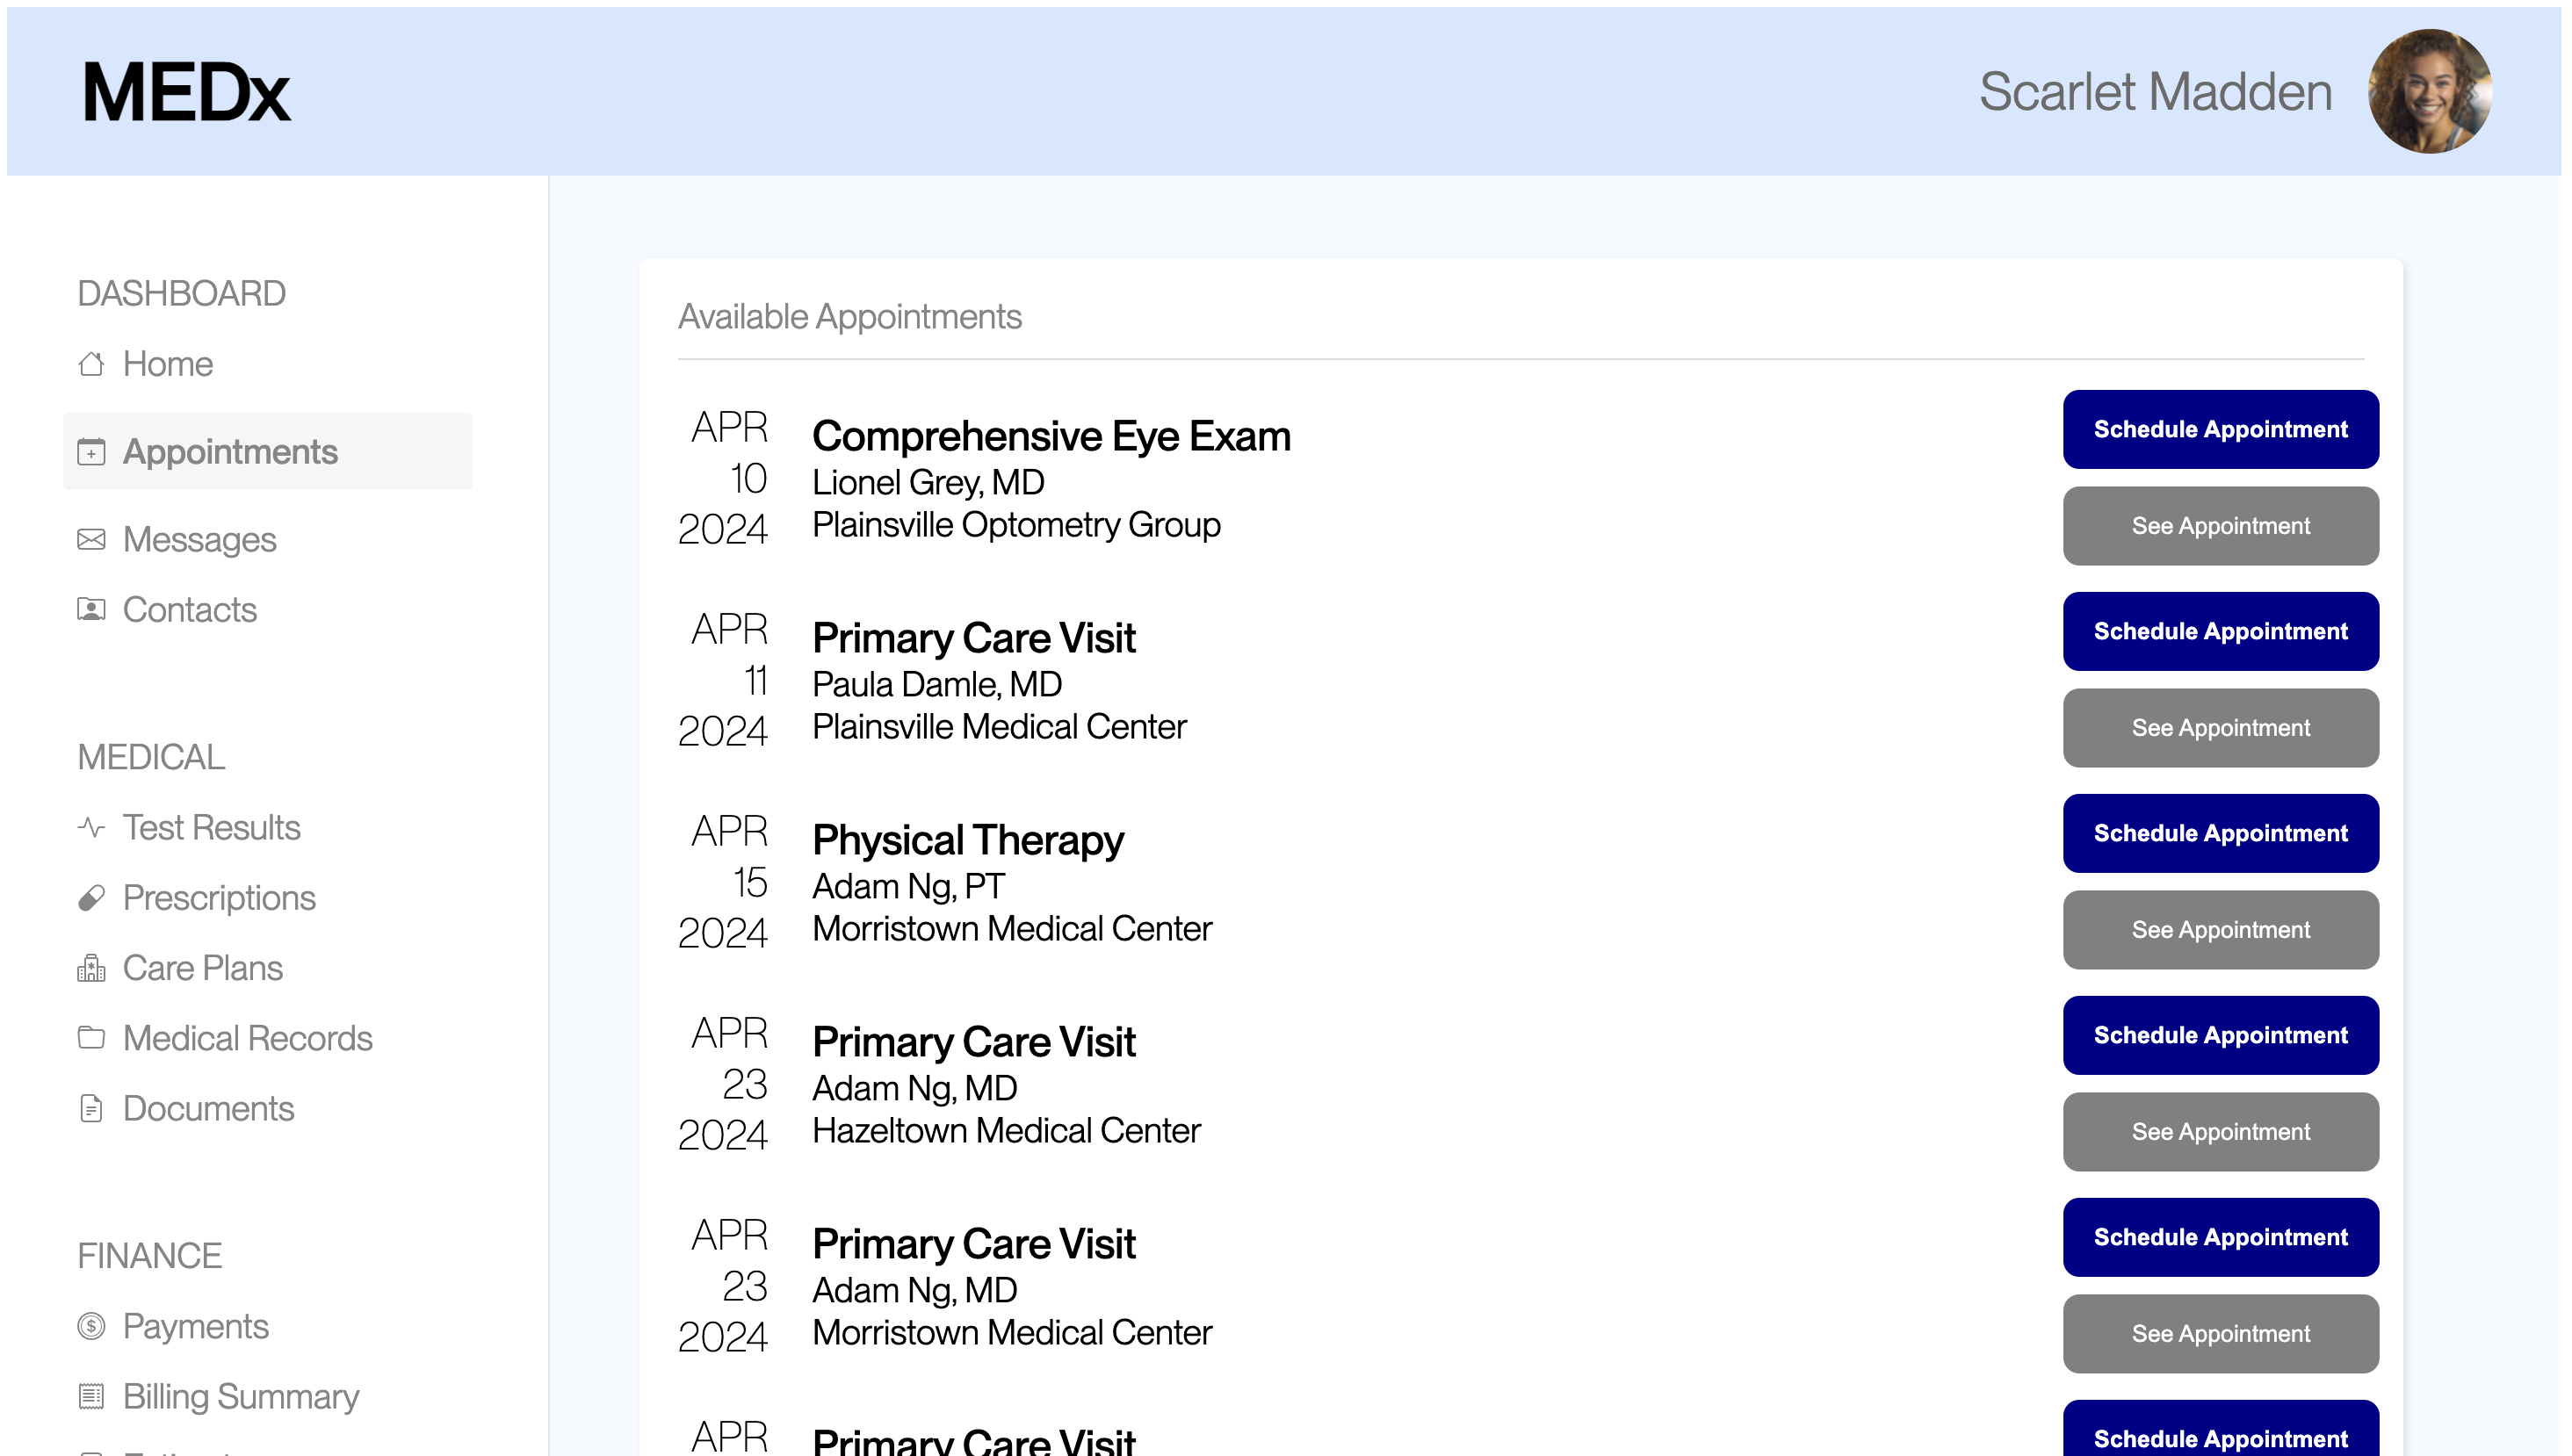 MEDx
Scarlet Madden
DASHBOARD
Home
Appointments
Messages
Contacts
MEDICAL
Test Results
Prescriptions
Care Plans
Medical Records
Documents
FINANCE
Payments
Billing Summary
Available Appointments
APR
10
2024
Comprehensive Eye Exam
Lionel Grey, MD
Plainsville Optometry Group
Schedule Appointment
See Appointment
APR
11
2024
Primary Care Visit
Paula Damle, MD
Plainsville Medical Center
Schedule Appointment
See Appointment
APR
15
2024
Physical Therapy
Adam Ng, PT
Morristown Medical Center
Schedule Appointment
See Appointment
APR
23
2024
Primary Care Visit
Adam Ng, MD
Hazeltown Medical Center
Schedule Appointment
See Appointment
APR
23
2024
Primary Care Visit
Adam Ng, MD
Morristown Medical Center
Schedule Appointment
See Appointment
APR
Primary Care Visit
Schedule Appointment